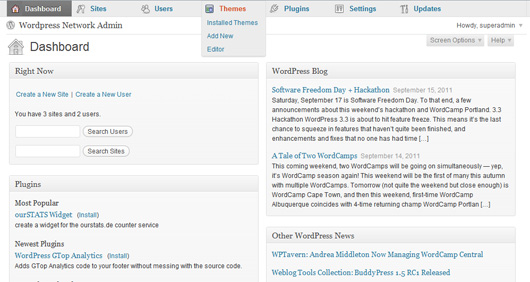 Dashboard Sites Users Themes Plugins Settings Updates
Wordpress Network Admin
Howdy, superadmin
Installed Themes
Add New
Editor
Screen Options Help
Dashboard
Right Now
Create a New Site | Create a New User
You have 3 sites and 2 users.
Search Users
Search Sites
Plugins
Most Popular
ourSTATS Widget (Install)
create a widget for the ourstats.de counter service
Newest Plugins
WordPress GTop Analytics (Install)
Adds GTop Analytics code to your footer without messing with the source code.
WordPress Blog
Software Freedom Day + Hackathon September 15, 2011
Saturday, September 17 is Software Freedom Day. To that end, a few
announcements about this weekend's hackathon and WordCamp Portland. 3.3
Hackathon WordPress 3.3 is about to hit feature freeze. This means it's the last
chance to squeeze in features that haven't quite been finished, and
enhancements and fixes that no one has had time [...]
A Tale of Two WordCamps September 14, 2011
This coming weekend, two WordCamps will be going on simultaneously — yep,
it's WordCamp season again! This weekend will be the first of many this autumn
with multiple WordCamps. Tomorrow (not quite the weekend but close enough) is
WordCamp Cape Town, and then this weekend, first-time WordCamp
Albuquerque coincides with 4-time returning champ WordCamp Portlan [...]
Other WordPress News
WPTavern: Andrea Middleton Now Managing WordCamp Central
Weblog Tools Collection: BuddyPress 1.5 RC1 Released